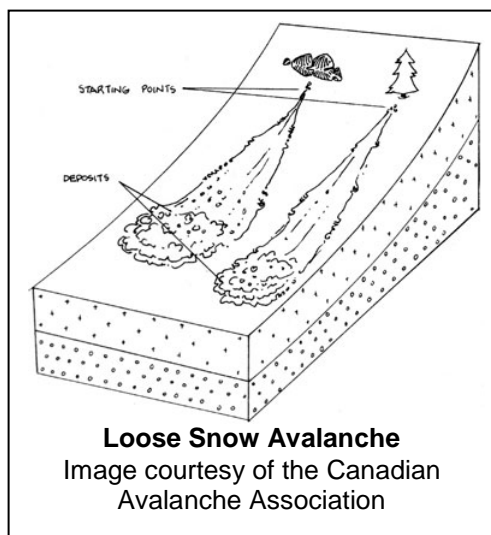 STARTING POINTS
DEPOSITS
Loose Snow Avalanche
Image courtesy of the Canadian
Avalanche Association